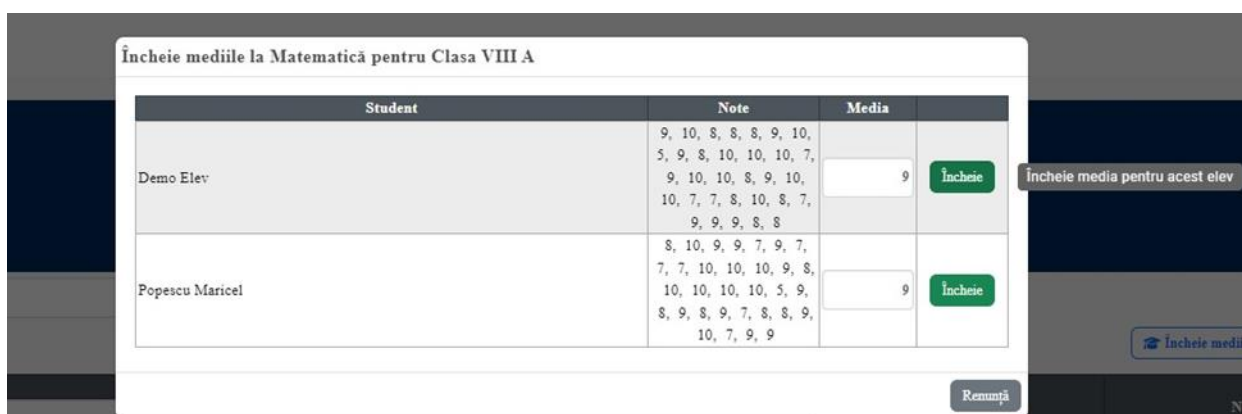 Încheie mediile la Matematică pentru Clasa VIII A
Student Note Media
Demo Elev
9, 10, 8, 8, 8, 9, 10,
5, 9, 8, 10, 10, 10, 7,
9, 10, 10, 8, 9, 10,
10, 7, 7, 8, 10, 8, 7,
9, 9, 9, 8, 8
9
Încheie
Încheie media pentru acest elev
Popescu Maricel
8, 10, 9, 9, 7, 9, 7,
7, 7, 10, 10, 10, 9, 8,
10, 10, 10, 10, 5, 9,
8, 9, 8, 9, 7, 8, 8, 9,
10, 7, 9, 9
9
Încheie
Încheie medii
Renunță
N